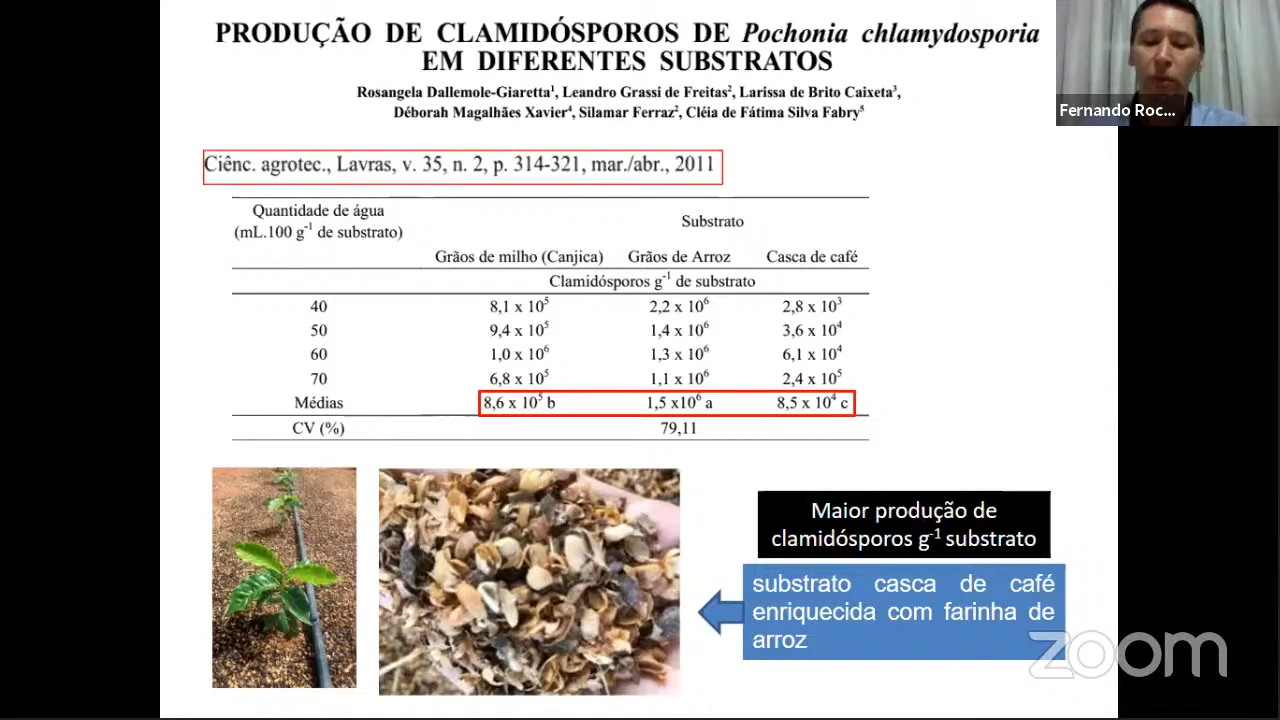 PRODUÇÃO DE CLAMIDÓSPOROS DE Pochonia chlamydosporia
EM DIFERENTES SUBSTRATOS
Rosangela Dallemole-Giaretta¹, Leandro Grassi de Freitas², Larissa de Brito Caixeta³,
Déborah Magalhães Xavier⁴, Silamar Ferraz², Cléia de Fátima Silva Fabry⁵
Fernando Roc...
Ciênc. agrotec., Lavras, v. 35, n. 2, p. 314-321, mar./abr., 2011
Quantidade de água
(mL.100 g⁻¹ de substrato)
Substrato
Grãos de milho (Canjica) Grãos de Arroz Casca de café
Clamidósporos g⁻¹ de substrato
40 8,1 x 10⁵ 2,2 x 10⁶ 2,8 x 10³
50 9,4 x 10⁵ 1,4 x 10⁶ 3,6 x 10⁴
60 1,0 x 10⁶ 1,3 x 10⁶ 6,1 x 10⁴
70 6,8 x 10⁵ 1,1 x 10⁶ 2,4 x 10⁵
Médias 8,6 x 10⁵ b 1,5 x10⁶ a 8,5 x 10⁴ c
CV (%) 79,11
Maior produção de
clamidósporos g⁻¹ substrato
substrato casca de café
enriquecida com farinha de
arroz
zoom